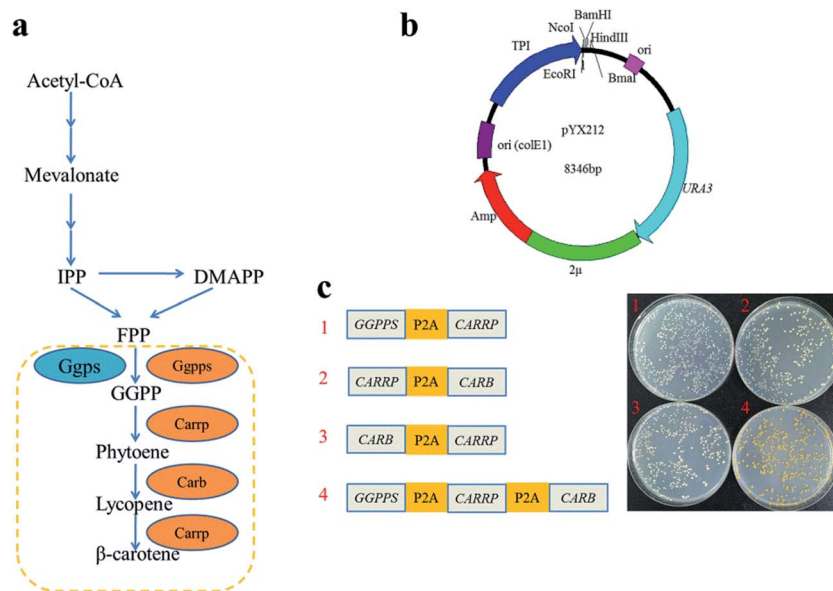 a
Acetyl-CoA
Mevalonate
IPP
DMAPP
FPP
Ggps
Ggpps
GGPP
Carrp
Phytoene
Carb
Lycopene
Carrp
β-carotene
b
BamHI
NcoI
HindIII
TPI
ori
EcoRI
1
BmaI
pYX212
ori (colE1)
8346bp
URA3
Amp
2μ
c
1
GGPPS P2A CARRP
2
CARRP P2A CARB
3
CARB P2A CARRP
4
GGPPS P2A CARRP P2A CARB
1
2
3
4